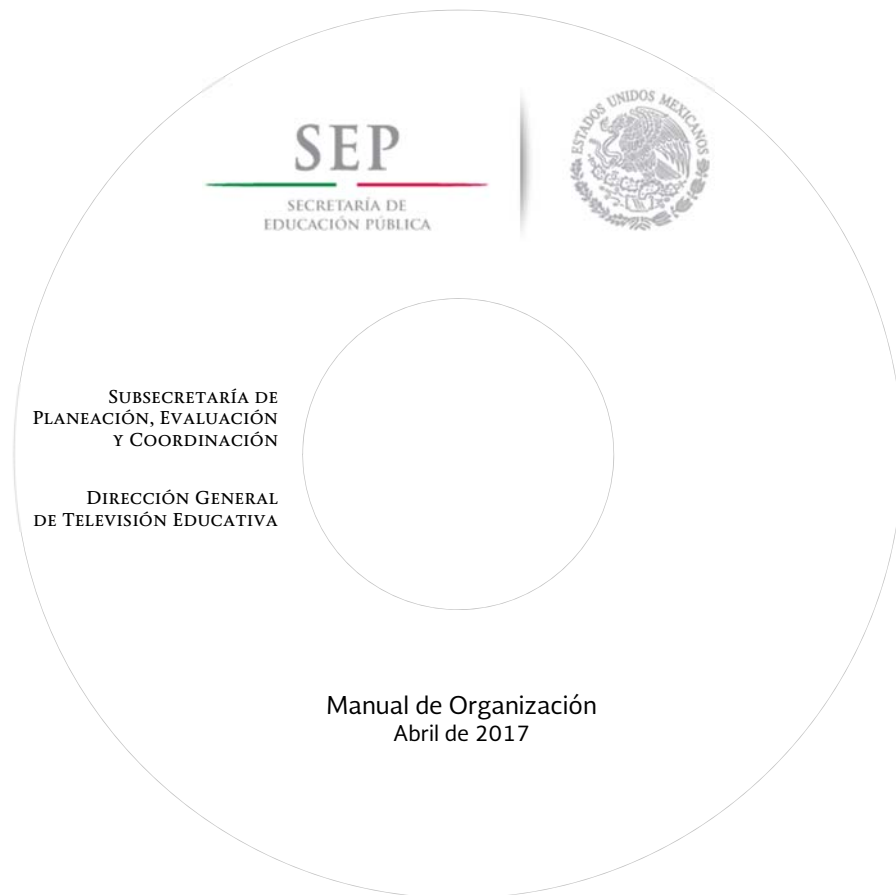 SEP
SECRETARÍA DE
EDUCACIÓN PÚBLICA
ESTADOS UNIDOS MEXICANOS
SUBSECRETARÍA DE
PLANEACIÓN, EVALUACIÓN
Y COORDINACIÓN
DIRECCIÓN GENERAL
DE TELEVISIÓN EDUCATIVA
Manual de Organización
Abril de 2017